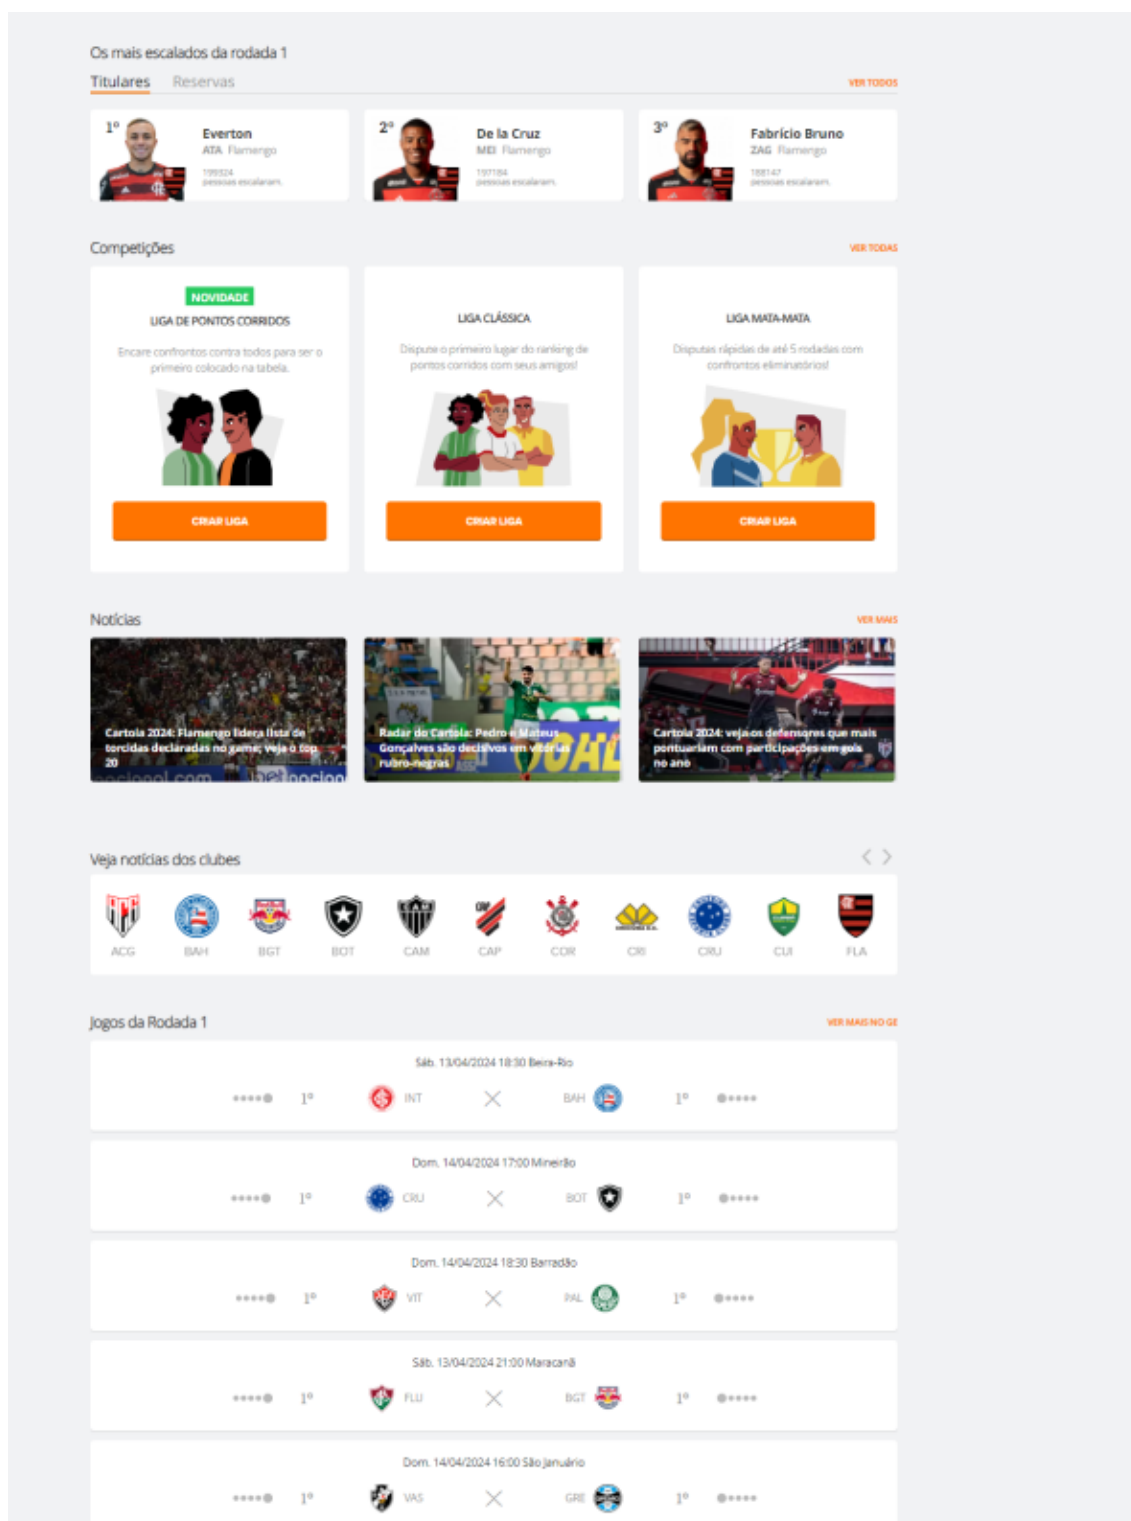 Os mais escalados da rodada 1
Titulares Reservas VER TODOS
1º Everton
ATA Flamengo
199324
pessoas escalaram.
2º De la Cruz
MEI Flamengo
197184
pessoas escalaram.
3º Fabrício Bruno
ZAG Flamengo
188147
pessoas escalaram.
Competições VER TODAS
NOVIDADE
LIGA DE PONTOS CORRIDOS
Encare confrontos contra todos para ser o
primeiro colocado na tabela.
CRIAR LIGA
LIGA CLÁSSICA
Dispute o primeiro lugar do ranking de
pontos corridos com seus amigos!
CRIAR LIGA
LIGA MATA-MATA
Disputas rápidas de até 5 rodadas com
confrontos eliminatórios!
CRIAR LIGA
Notícias VER MAIS
Cartola 2024: Flamengo lidera lista de
torcidas declaradas no game; veja o top
20
Radar do Cartola: Pedro e Mateus
Gonçalves são decisivos em vitórias
rubro-negras
Cartola 2024: veja os defensores que mais
pontuariam com participações em gols
no ano
Veja notícias dos clubes
ACG BAH BGT BOT CAM CAP COR CRI CRU CUI FLA
Jogos da Rodada 1 VER MAIS NO GE
Sáb. 13/04/2024 18:30 Beira-Rio
1º INT BAH 1º
Dom. 14/04/2024 17:00 Mineirão
1º CRU BOT 1º
Dom. 14/04/2024 18:30 Barradão
1º VIT PAL 1º
Sáb. 13/04/2024 21:00 Maracanã
1º FLU BGT 1º
Dom. 14/04/2024 16:00 São Januário
1º VAS GRE 1º